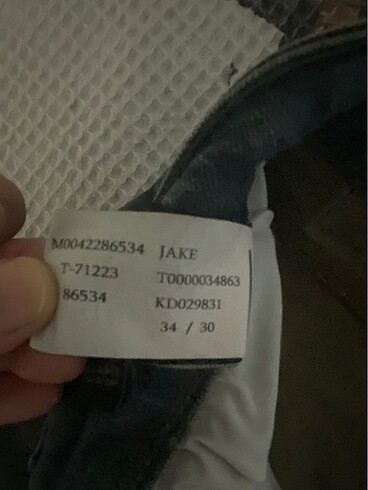 M0042286534 JAKE
T-71223 T0000034863
86534 KD029831
34 / 30